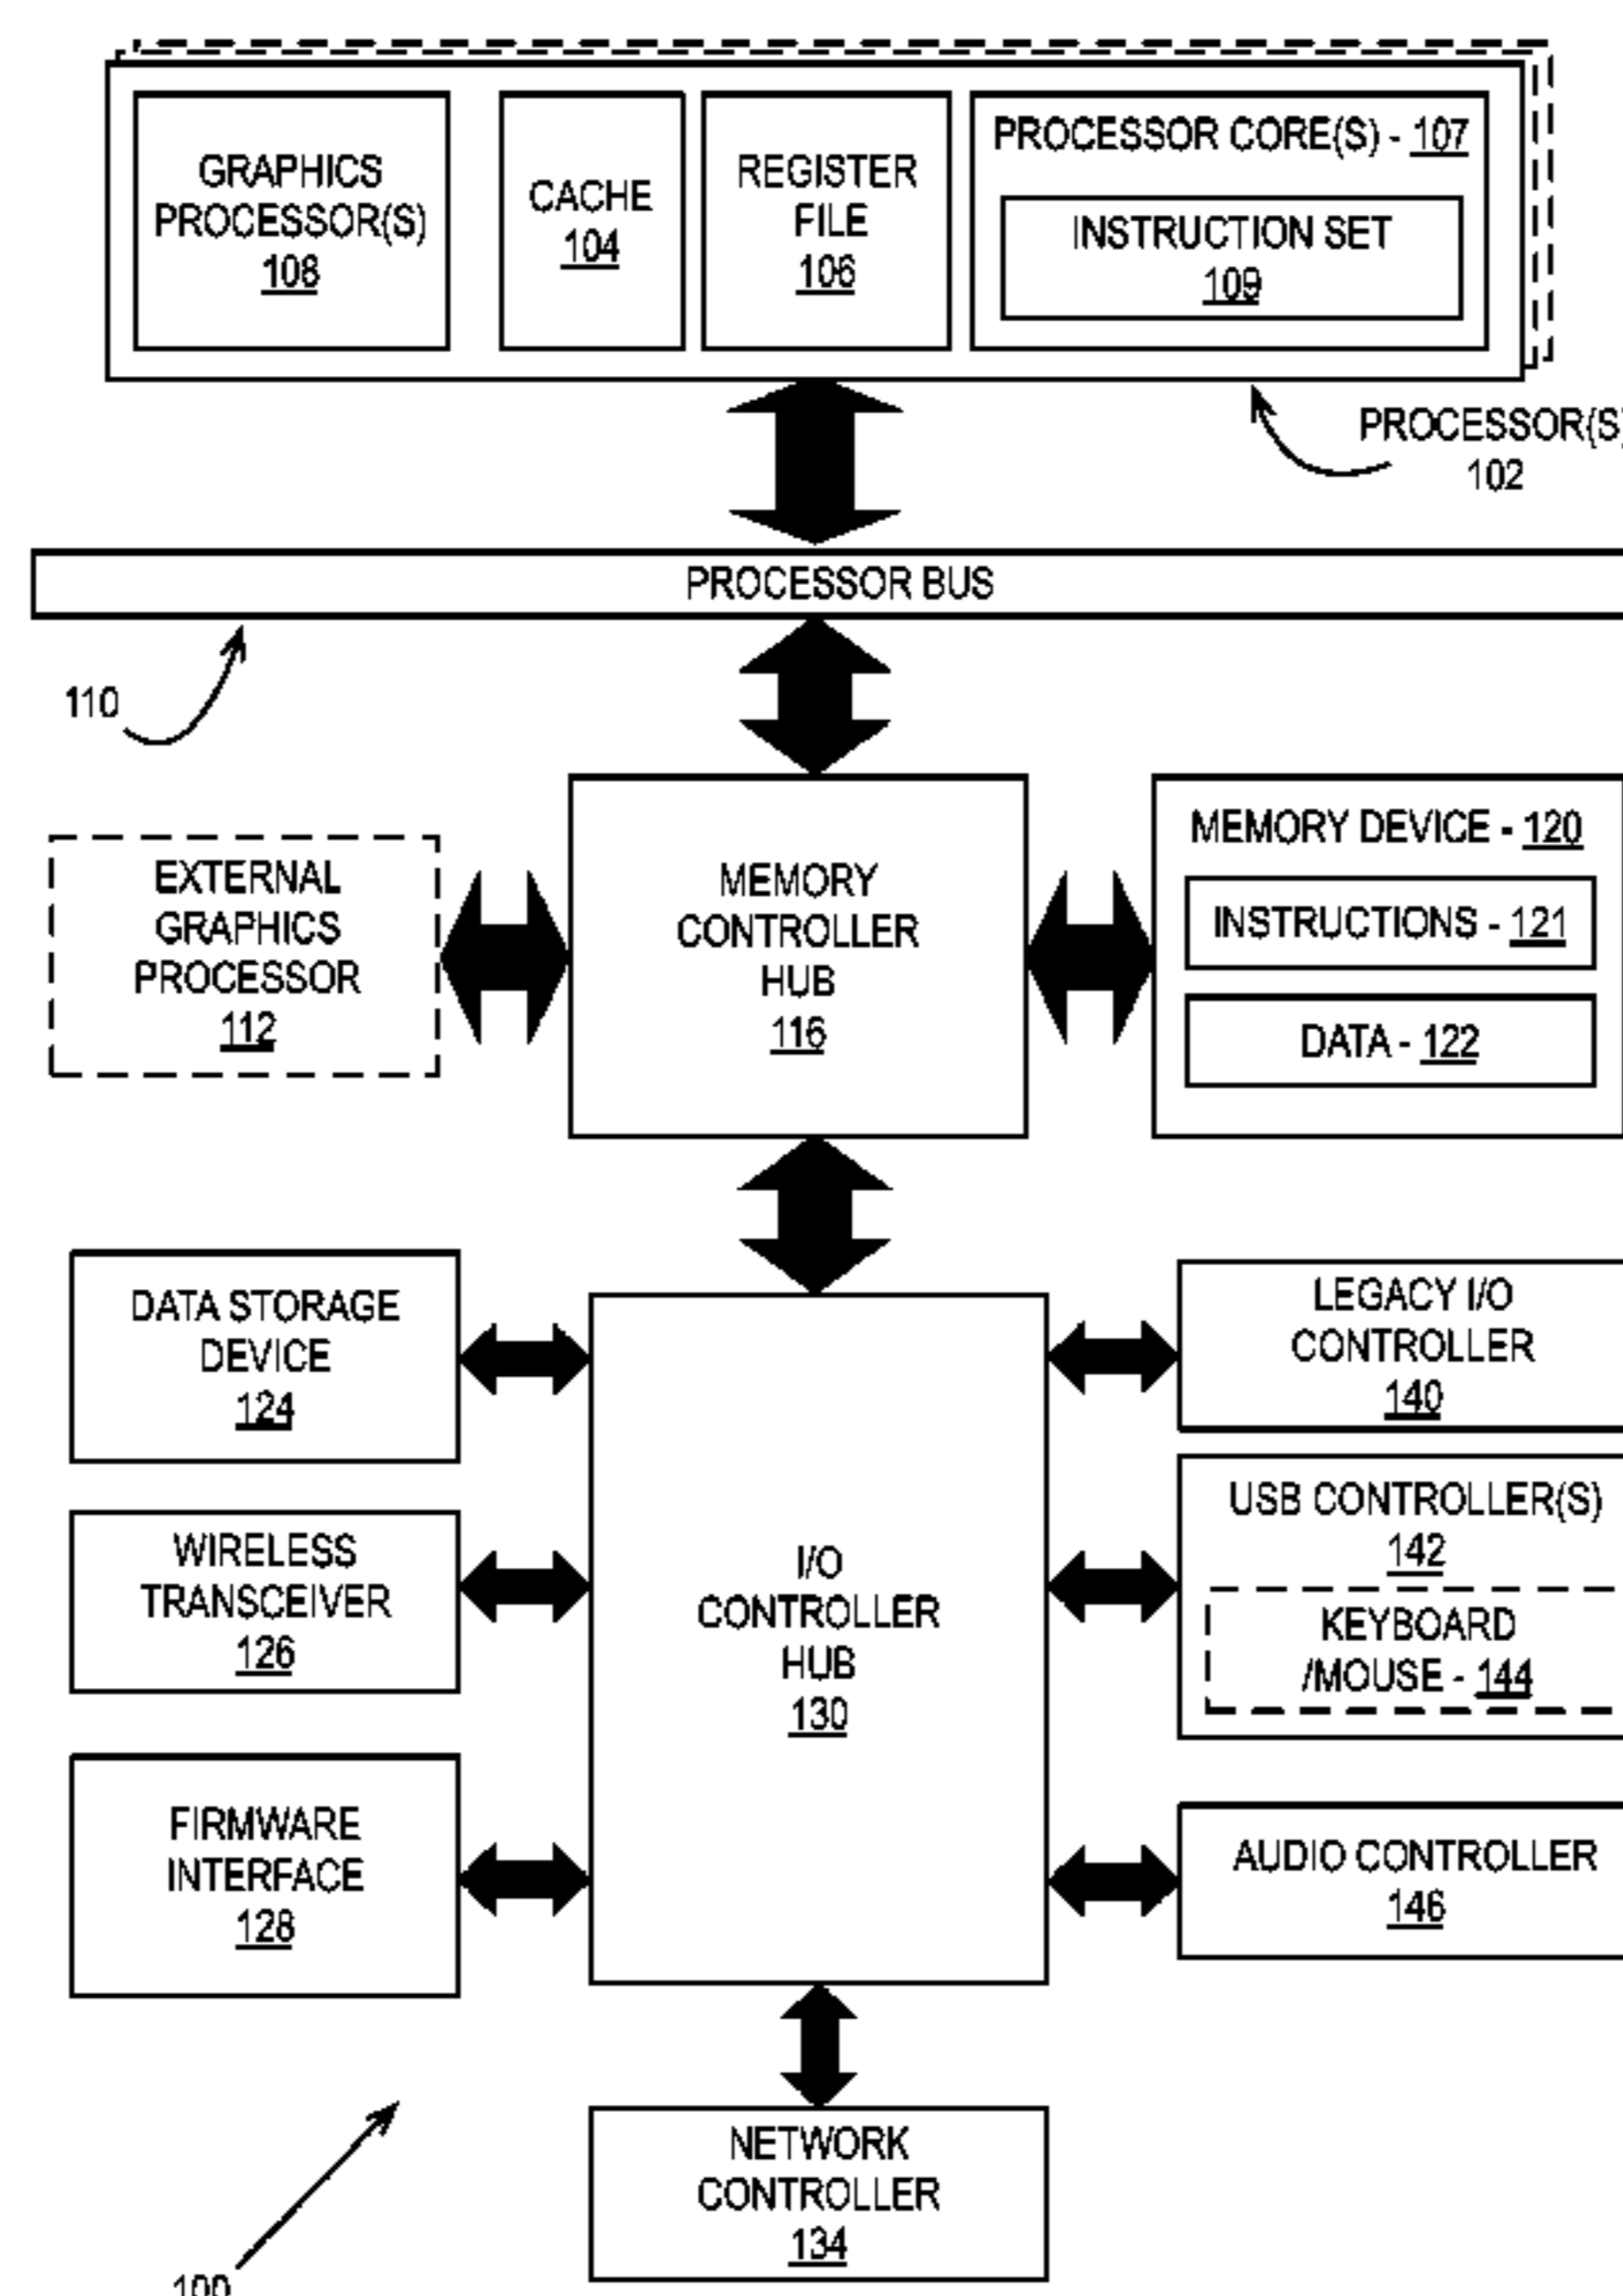 GRAPHICS
PROCESSOR(S)
108
CACHE
104
REGISTER
FILE
106
PROCESSOR CORE(S) - 107
INSTRUCTION SET
109
PROCESSOR(S)
102
PROCESSOR BUS
110
EXTERNAL
GRAPHICS
PROCESSOR
112
MEMORY
CONTROLLER
HUB
116
MEMORY DEVICE - 120
INSTRUCTIONS - 121
DATA - 122
DATA STORAGE
DEVICE
124
LEGACY I/O
CONTROLLER
140
WIRELESS
TRANSCEIVER
126
I/O
CONTROLLER
HUB
130
USB CONTROLLER(S)
142
KEYBOARD
/MOUSE - 144
FIRMWARE
INTERFACE
128
AUDIO CONTROLLER
146
NETWORK
CONTROLLER
134
100